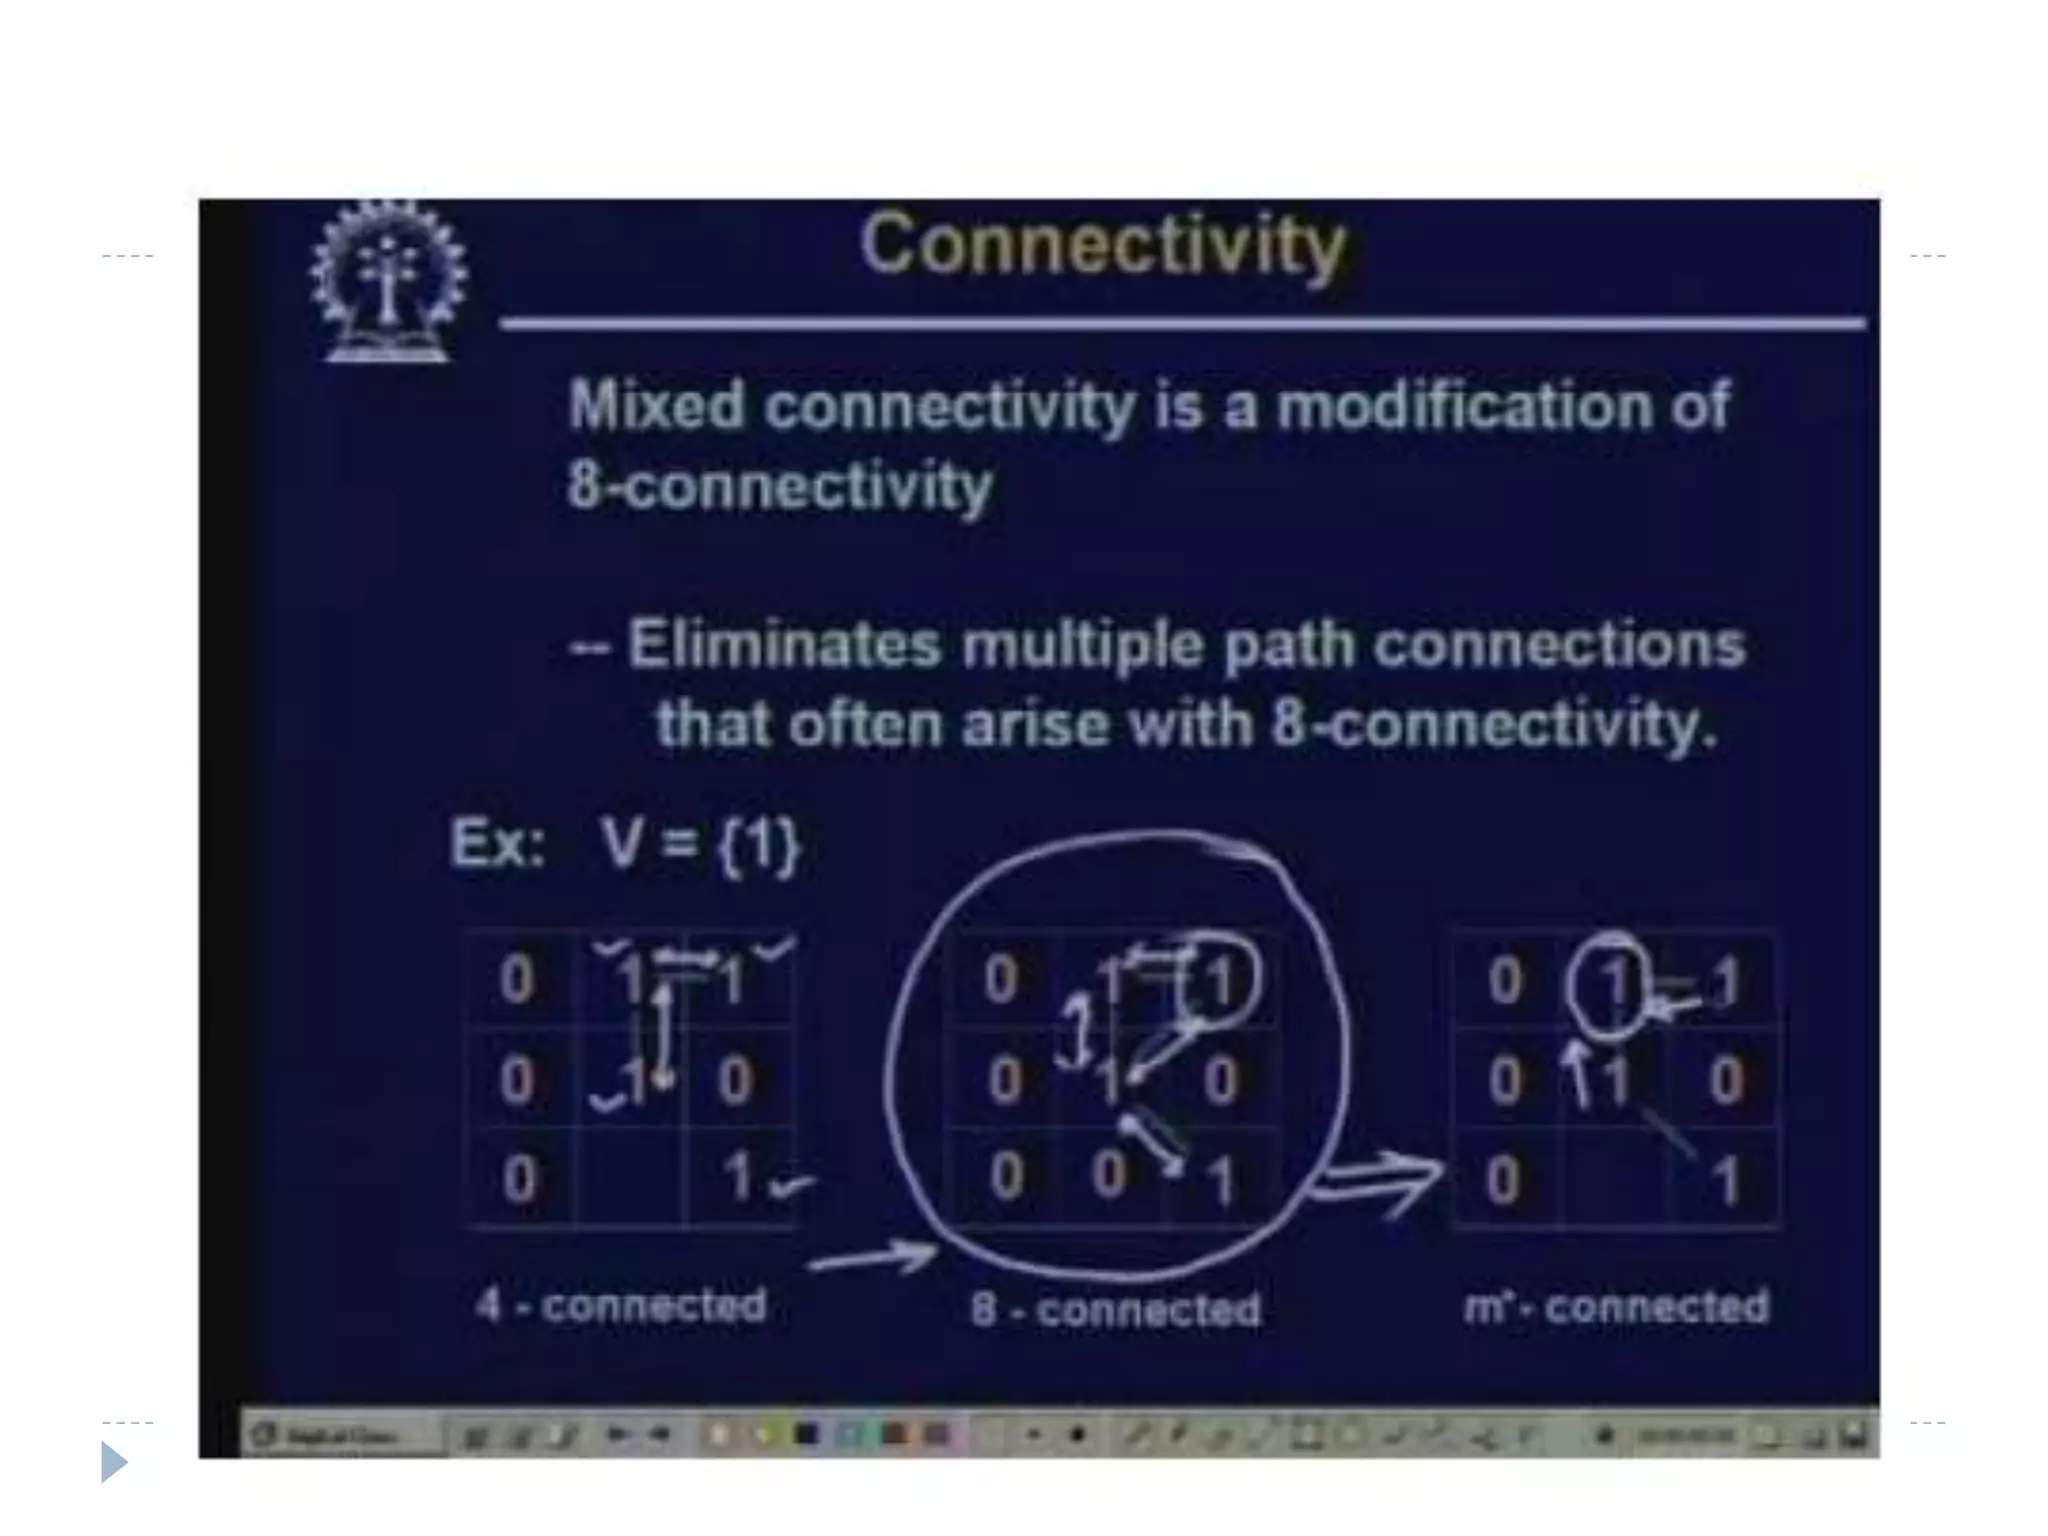 Connectivity
Mixed connectivity is a modification of
8-connectivity
-- Eliminates multiple path connections
that often arise with 8-connectivity.
Ex: V = {1}
0 1 1 0 1 1 0 1 1
0 1 0 0 1 0 0 1 0
0 1 0 0 1 0 1
4 - connected 8 - connected m*- connected